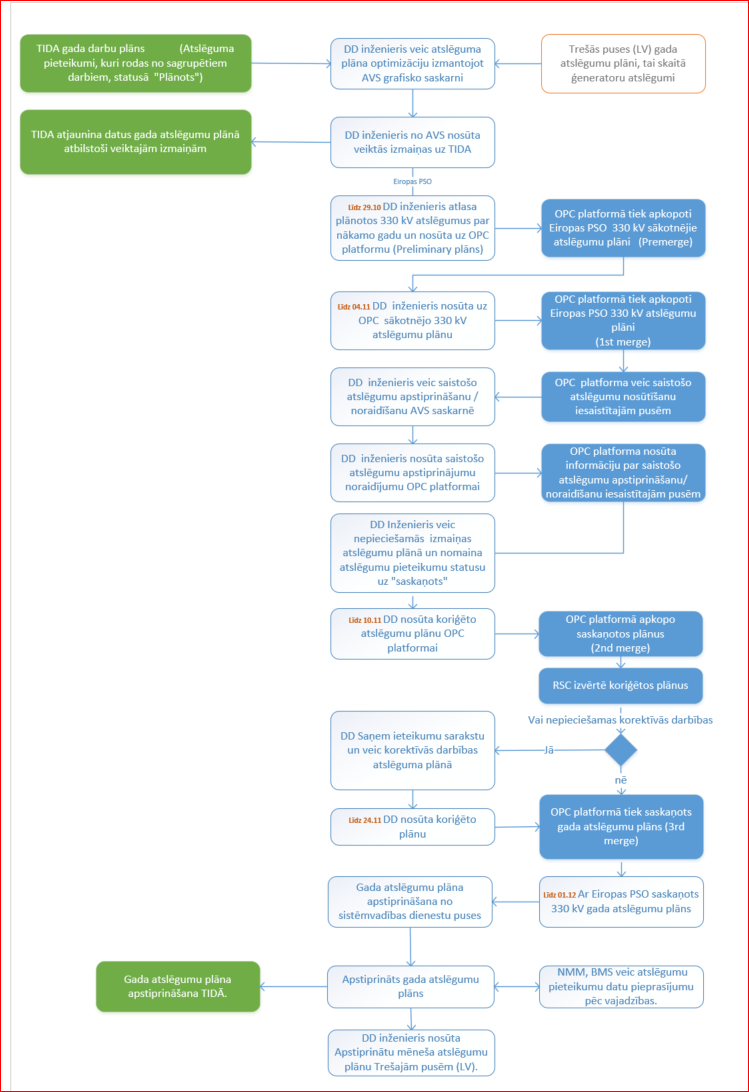 TIDA gada darbu plāns (Atslēguma
pieteikumi, kuri rodas no sagrupētiem
darbiem, statusā "Plānots")
DD inženieris veic atslēguma
plāna optimizāciju izmantojot
AVS grafisko saskarni
Trešās puses (LV) gada
atslēgumu plāni, tai skaitā
ģeneratoru atslēgumi
TIDA atjaunina datus gada atslēgumu plānā
atbilstoši veiktajām izmaiņām
DD inženieris no AVS nosūta
veiktās izmaiņas uz TIDA
Eiropas PSO
Līdz 29.10 DD inženieris atlasa
plānotos 330 kV atslēgumus par
nākamo gadu un nosūta uz OPC
platformu (Preliminary plāns)
OPC platformā tiek apkopoti
Eiropas PSO 330 kV sākotnējie
atslēgumu plāni (Premerge)
Līdz 04.11 DD inženieris nosūta uz
OPC sākotnējo 330 kV
atslēgumu plānu
OPC platformā tiek apkopoti
Eiropas PSO 330 kV atslēgumu
plāni
(1st merge)
DD inženieris veic saistošo
atslēgumu apstiprināšanu /
noraidīšanu AVS saskarnē
OPC platforma veic saistošo
atslēgumu nosūtīšanu
iesaistītajām pusēm
DD inženieris nosūta saistošo
atslēgumu apstiprinājumu
noraidījumu OPC platformai
OPC platforma nosūta
informāciju par saistošo
atslēgumu apstiprināšanu/
noraidīšanu iesaistītajām pusēm
DD Inženieris veic
nepieciešamās izmaiņas
atslēgumu plānā un nomaina
atslēgumu pieteikumu statusu
uz "saskaņots"
Līdz 10.11 DD nosūta koriģēto
atslēgumu plānu OPC
platformai
OPC platformā apkopo
saskaņotos plānus
(2nd merge)
RSC izvērtē koriģētos plānus
Vai nepieciešamas korektīvās darbības
DD Saņem ieteikumu sarakstu
un veic korektīvās darbības
atslēguma plānā
Jā
nē
Līdz 24.11 DD nosūta koriģēto
plānu
OPC platformā tiek saskaņots
gada atslēgumu plāns (3rd
merge)
Gada atslēgumu plāna
apstiprināšana no
sistēmvadības dienestu puses
Līdz 01.12 Ar Eiropas PSO saskaņots
330 kV gada atslēgumu plāns
Gada atslēgumu plāna
apstiprināšana TIDĀ.
Apstiprināts gada atslēgumu
plāns
NMM, BMS veic atslēgumu
pieteikumu datu pieprasījumu
pēc vajadzības.
DD inženieris nosūta
Apstiprinātu mēneša atslēgumu
plānu Trešajām pusēm (LV).